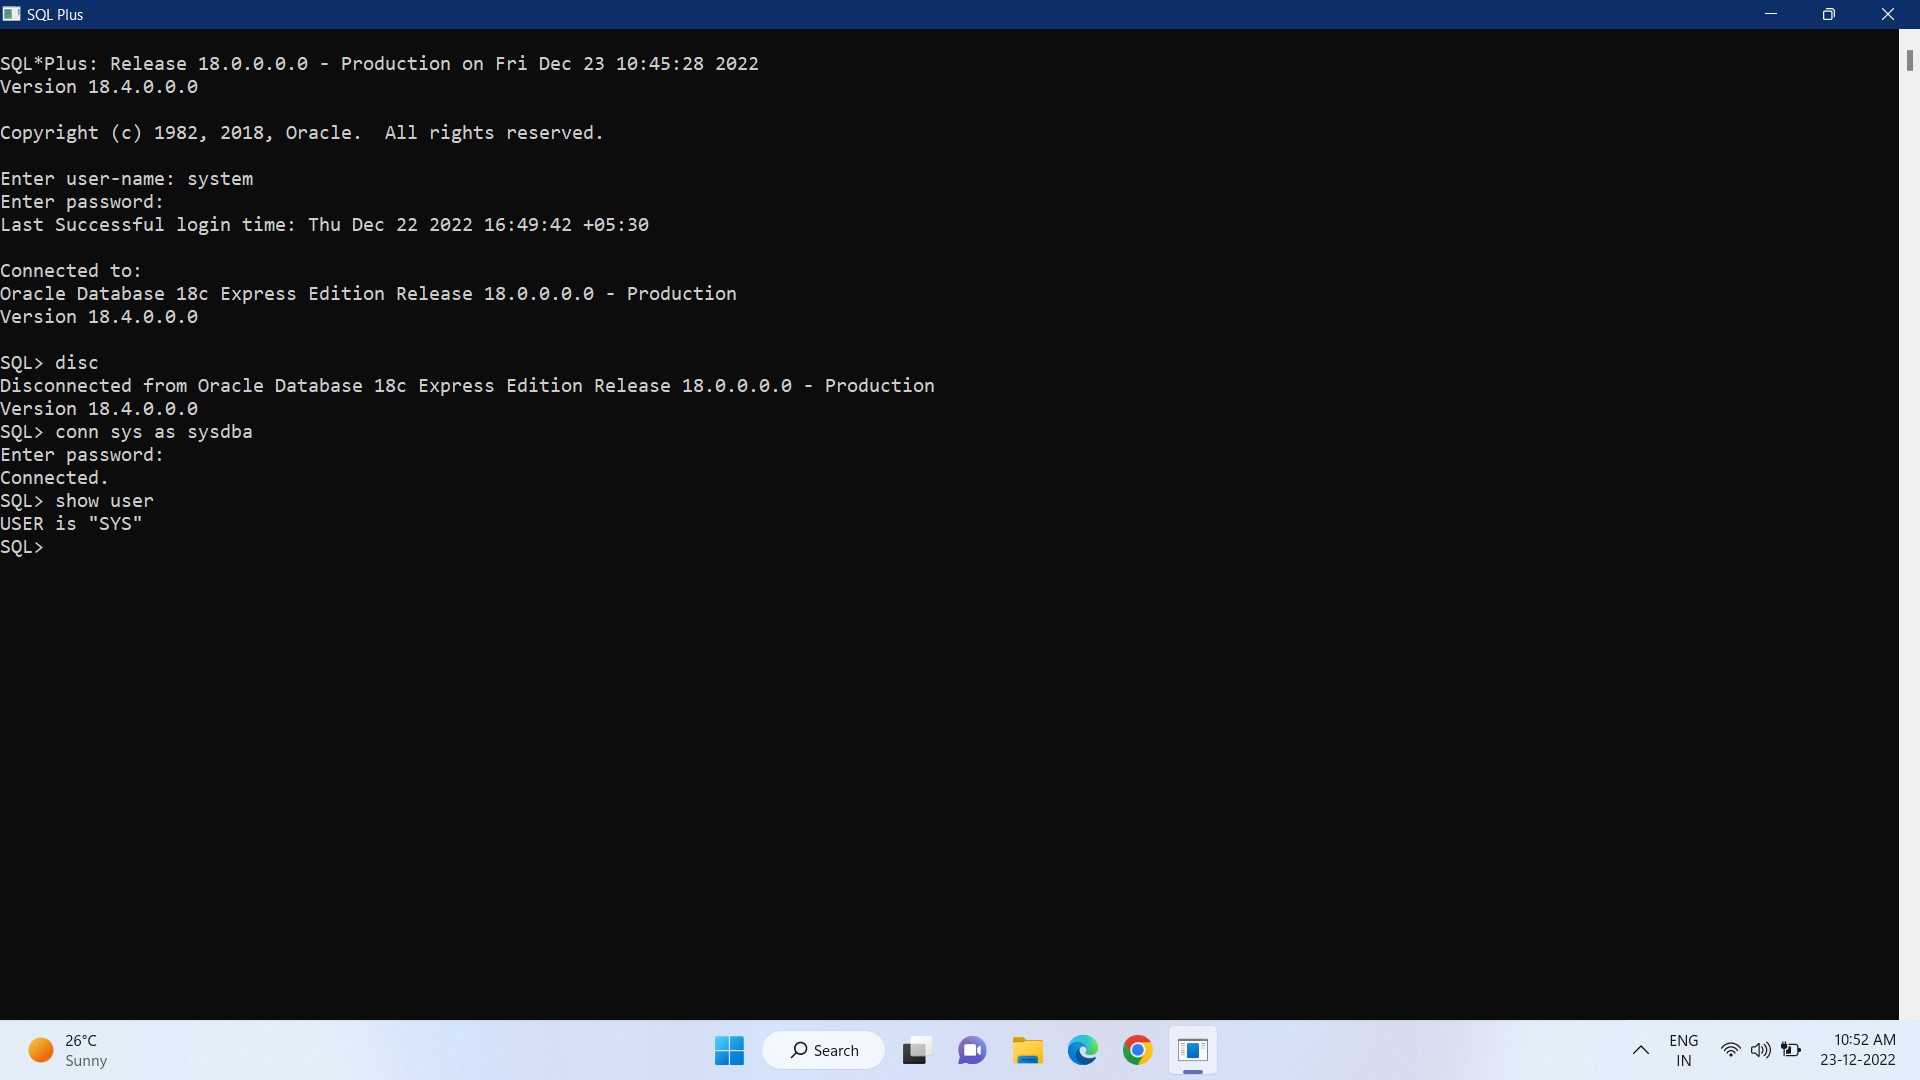 SQL Plus
SQL*Plus: Release 18.0.0.0.0 - Production on Fri Dec 23 10:45:28 2022
Version 18.4.0.0.0
Copyright (c) 1982, 2018, Oracle.  All rights reserved.
Enter user-name: system
Enter password:
Last Successful login time: Thu Dec 22 2022 16:49:42 +05:30
Connected to:
Oracle Database 18c Express Edition Release 18.0.0.0.0 - Production
Version 18.4.0.0.0
SQL> disc
Disconnected from Oracle Database 18c Express Edition Release 18.0.0.0.0 - Production
Version 18.4.0.0.0
SQL> conn sys as sysdba
Enter password:
Connected.
SQL> show user
USER is "SYS"
SQL>
26°C
Sunny
Search
ENG
IN
10:52 AM
23-12-2022